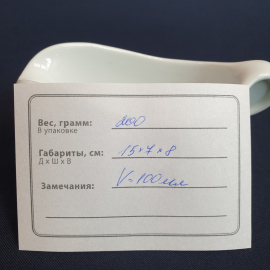 Вес, грамм: 200
В упаковке
Габариты, см: 15×7×8
Д х Ш х В
Замечания: V-100мл